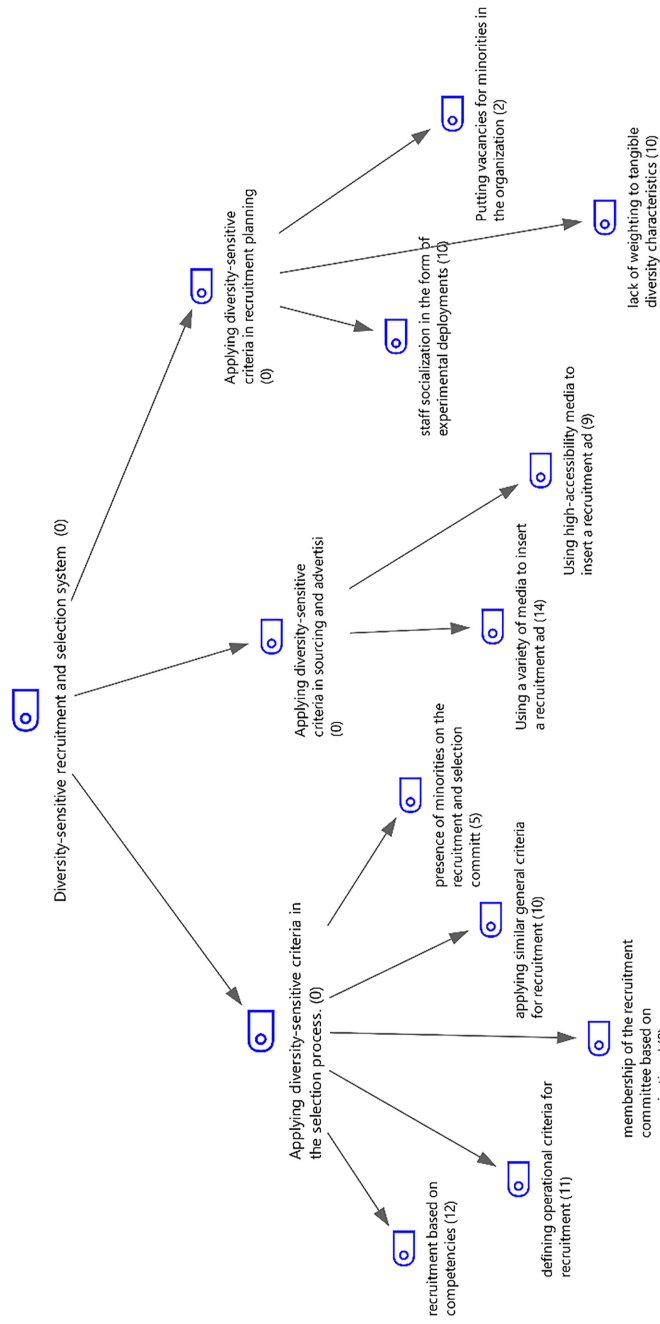 Diversity-sensitive recruitment and selection system (0)
Applying diversity-sensitive criteria in
the selection process. (0)
Applying diversity-sensitive
criteria in sourcing and advertisi
(0)
Applying diversity-sensitive
criteria in recruitment planning
(0)
recruitment based on
competencies (12)
defining operational criteria for
recruitment (11)
membership of the recruitment
committee based on
applying similar general criteria
for recruitment (10)
presence of minorities on the
recruitment and selection
committ (5)
Using a variety of media to insert
a recruitment ad (14)
Using high-accessibility media to
insert a recruitment ad (9)
staff socialization in the form of
experimental deployments (10)
lack of weighting to tangible
diversity characteristics (10)
Putting vacancies for minorities in
the organization (2)